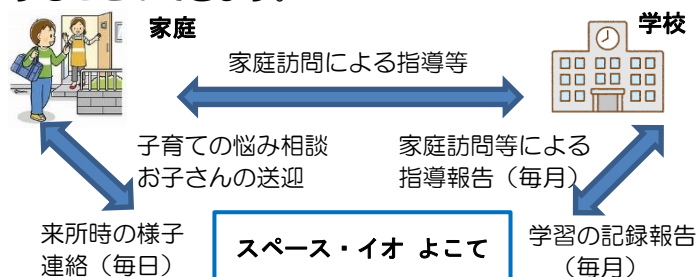 家庭
学校
家庭訪問による指導等
子育ての悩み相談
お子さんの送迎
家庭訪問等による
指導報告（毎月）
来所時の様子
連絡（毎日）
スペース・イオ よこて
学習の記録報告
（毎月）